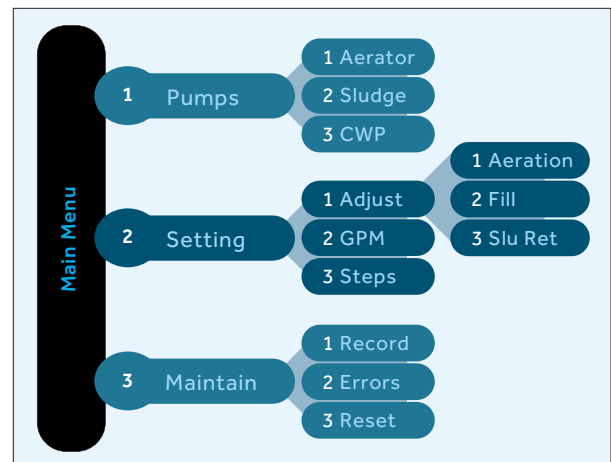 Main Menu
1 Pumps
1 Aerator
2 Sludge
3 CWP
2 Setting
1 Adjust
1 Aeration
2 Fill
3 Slu Ret
2 GPM
3 Steps
3 Maintain
1 Record
2 Errors
3 Reset